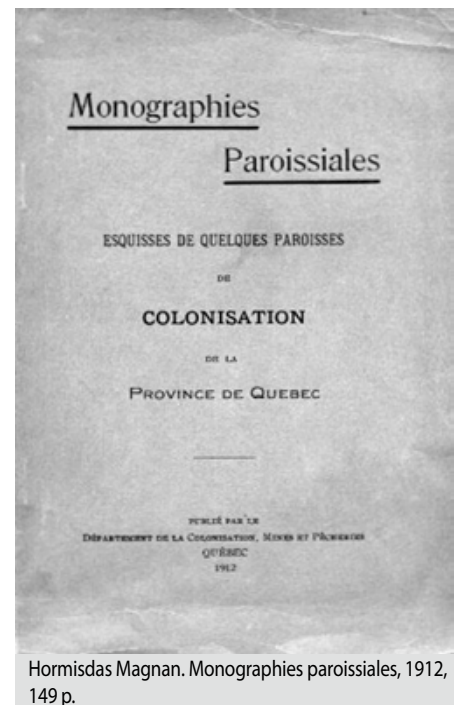 Monographies
Paroissiales
ESQUISSES DE QUELQUES PAROISSES
DE
COLONISATION
DE LA
PROVINCE DE QUEBEC
PUBLIÉ PAR LE
DÉPARTEMENT DE LA COLONISATION, MINES ET PÊCHERIES
QUÉBEC
1912
Hormisdas Magnan. Monographies paroissiales, 1912,
149 p.